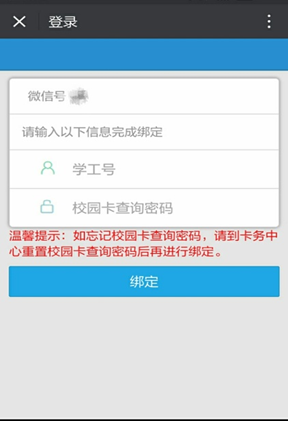 登录
微信号
请输入以下信息完成绑定
学工号
校园卡查询密码
温馨提示：如忘记校园卡查询密码，请到卡务中
心重置校园卡查询密码后再进行绑定。
绑定